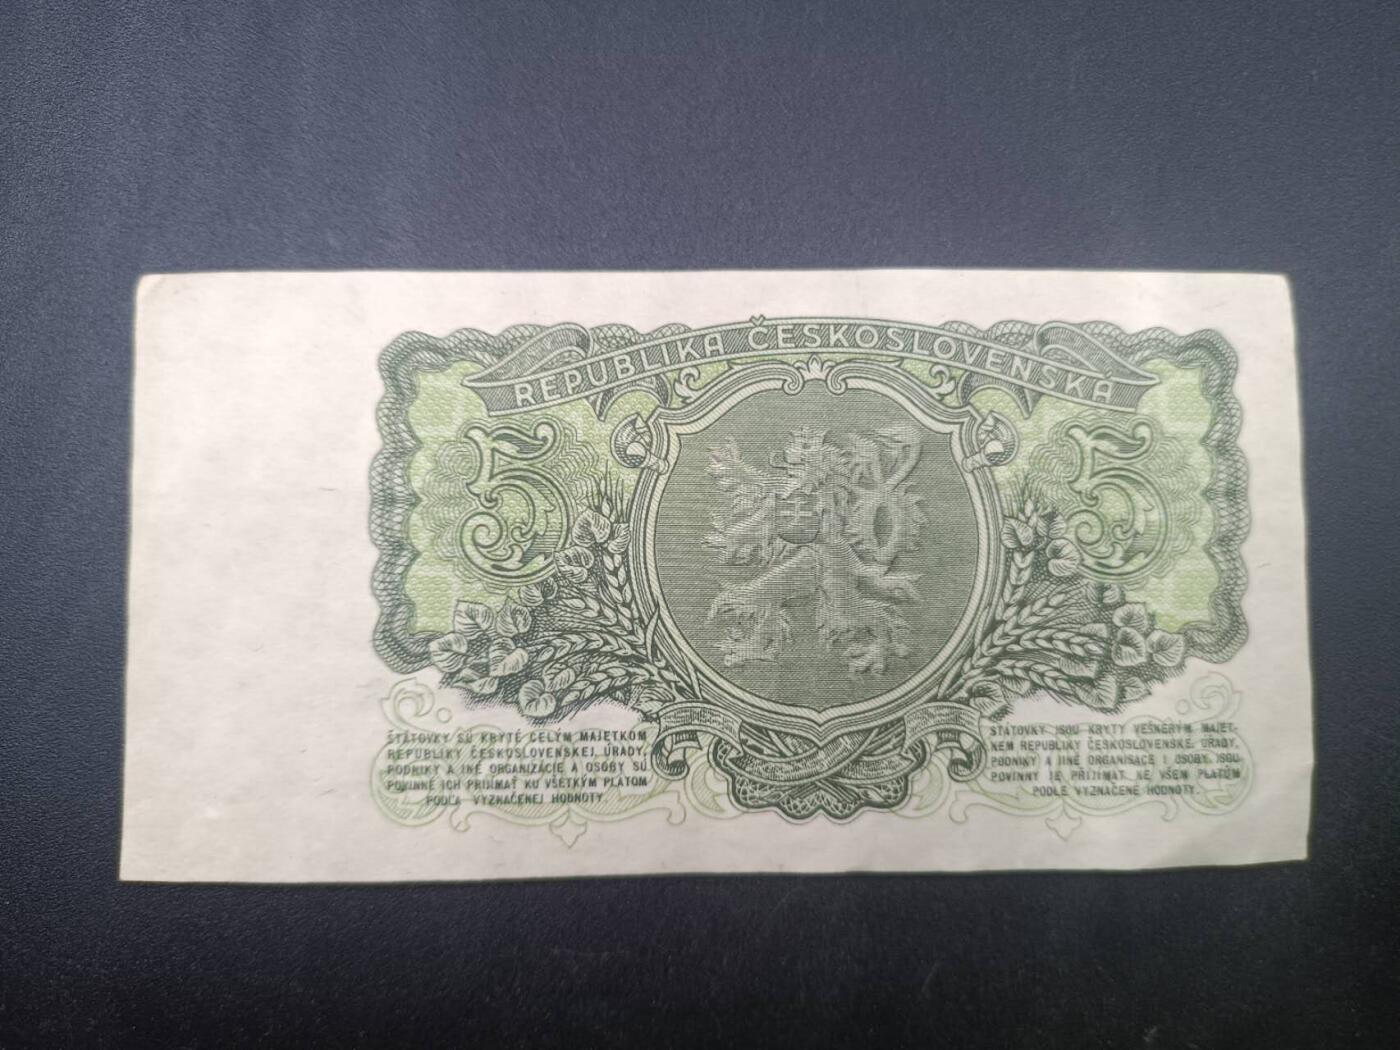 REPUBLIKA ČESKOSLOVENSKÁ
5
5
ŠTÁTOVKY SÚ KRYTÉ CELÝM MAJETKOM
REPUBLIKY ČESKOSLOVENSKEJ. ÚRADY,
PODNIKY A INÉ ORGANIZÁCIE A OSOBY SÚ
POVINNÉ ICH PRIJÍMAŤ KU VŠETKÝM PLATOM
PODĽA VYZNAČENEJ HODNOTY.
STÁTOVKY JSOU KRYTY VEŠKERÝM MAJET-
KEM REPUBLIKY ČESKOSLOVENSKÉ. ÚŘADY,
PODNIKY A JINÉ ORGANISACE I OSOBY JSOU
POVINNY JE PŘIJÍMAT KE VŠEM PLATŮM
PODLE VYZNAČENÉ HODNOTY.